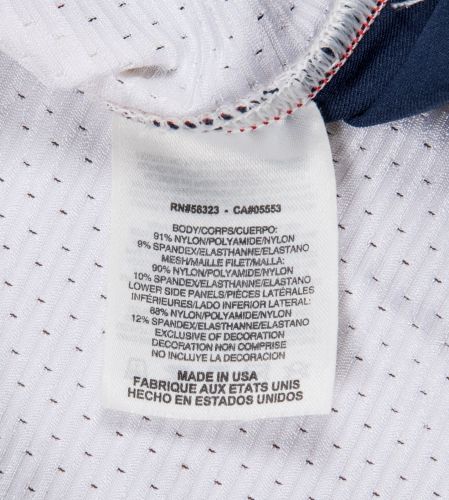 RN#56323 - CA#05553
BODY/CORPS/CUERPO:
91% NYLON/POLYAMIDE/NYLON
9% SPANDEX/ELASTHANNE/ELASTANO
MESH/MAILLE FILET/MALLA:
90% NYLON/POLYAMIDE/NYLON
10% SPANDEX/ELASTHANNE/ELASTANO
LOWER SIDE PANELS/PIÈCES LATÉRALES
INFÉRIEURES/LADO INFERIOR LATERAL:
88% NYLON/POLYAMIDE/NYLON
12% SPANDEX/ELASTHANNE/ELASTANO
EXCLUSIVE OF DECORATION
DECORATION NON COMPRISE
NO INCLUYE LA DECORACIÓN
MADE IN USA
FABRIQUE AUX ETATS UNIS
HECHO EN ESTADOS UNIDOS